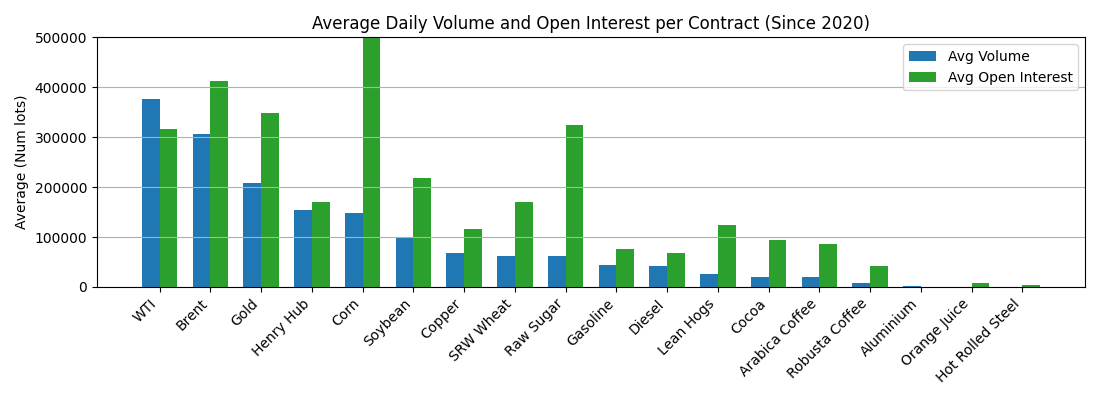 Average Daily Volume and Open Interest per Contract (Since 2020)
Average (Num lots)
500000
400000
300000
200000
100000
0
Avg Volume
Avg Open Interest
WTI
Brent
Gold
Henry Hub
Corn
Soybean
Copper
SRW Wheat
Raw Sugar
Gasoline
Diesel
Lean Hogs
Cocoa
Arabica Coffee
Robusta Coffee
Aluminium
Orange Juice
Hot Rolled Steel